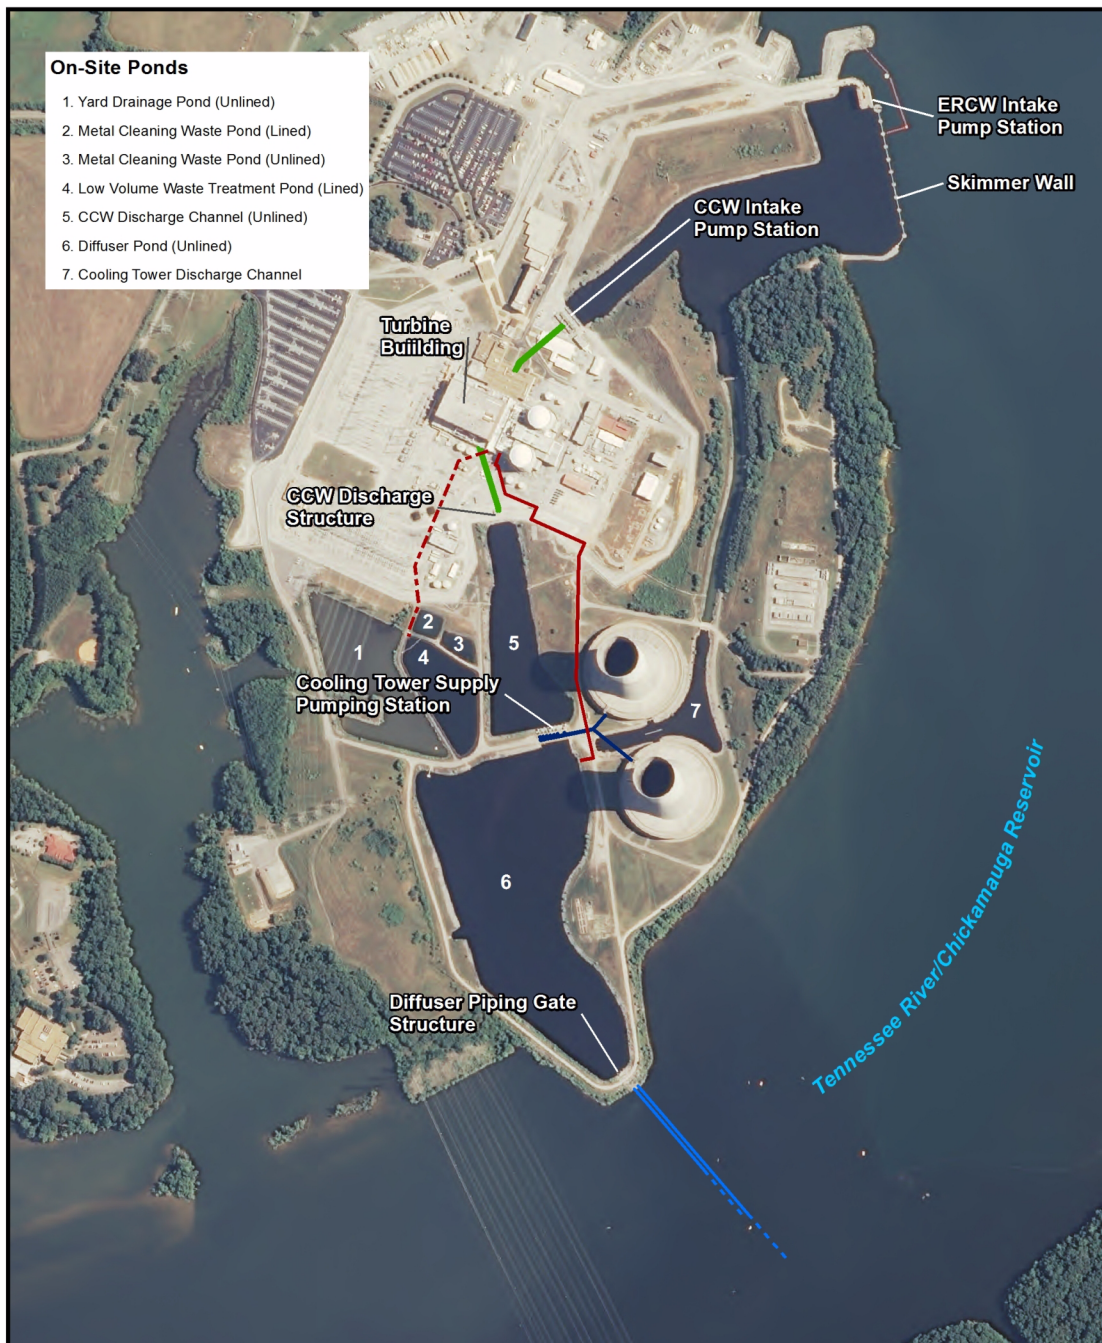 On-Site Ponds
1. Yard Drainage Pond (Unlined)
2. Metal Cleaning Waste Pond (Lined)
3. Metal Cleaning Waste Pond (Unlined)
4. Low Volume Waste Treatment Pond (Lined)
5. CCW Discharge Channel (Unlined)
6. Diffuser Pond (Unlined)
7. Cooling Tower Discharge Channel
ERCW Intake
Pump Station
Skimmer Wall
CCW Intake
Pump Station
Turbine
Buiilding
CCW Discharge
Structure
2
1
4
3
5
Cooling Tower Supply
Pumping Station
7
6
Diffuser Piping Gate
Structure
Tennessee River/Chickamauga Reservoir